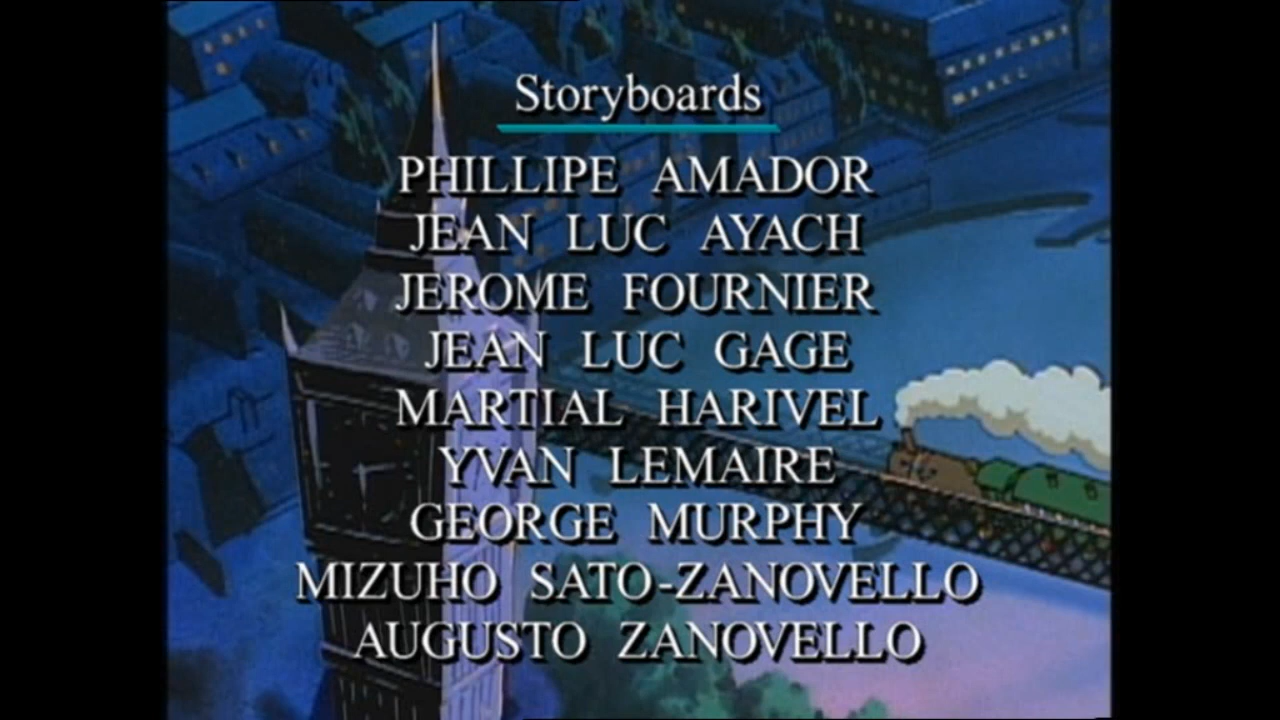 Storyboards
PHILLIPE AMADOR
JEAN LUC AYACH
JEROME FOURNIER
JEAN LUC GAGE
MARTIAL HARIVEL
YVAN LEMAIRE
GEORGE MURPHY
MIZUHO SATO-ZANOVELLO
AUGUSTO ZANOVELLO